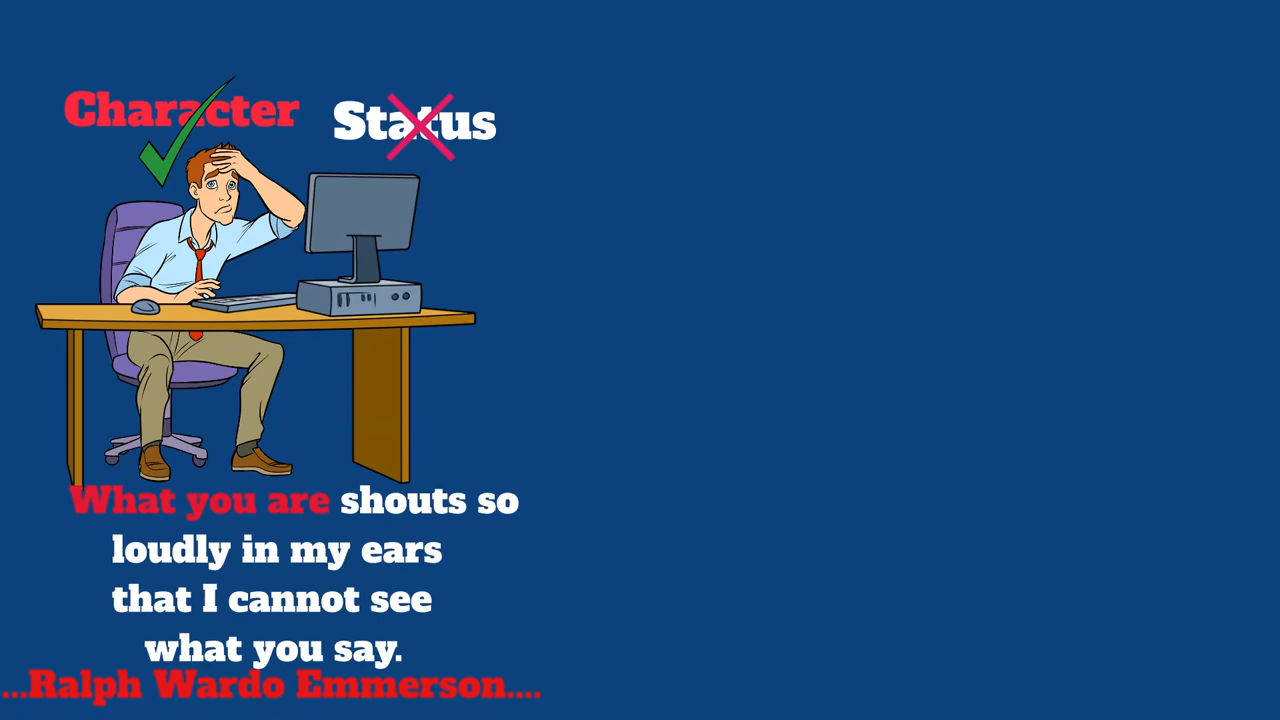 Character
Status
What you are shouts so
loudly in my ears
that I cannot see
what you say.
...Ralph Wardo Emmerson....